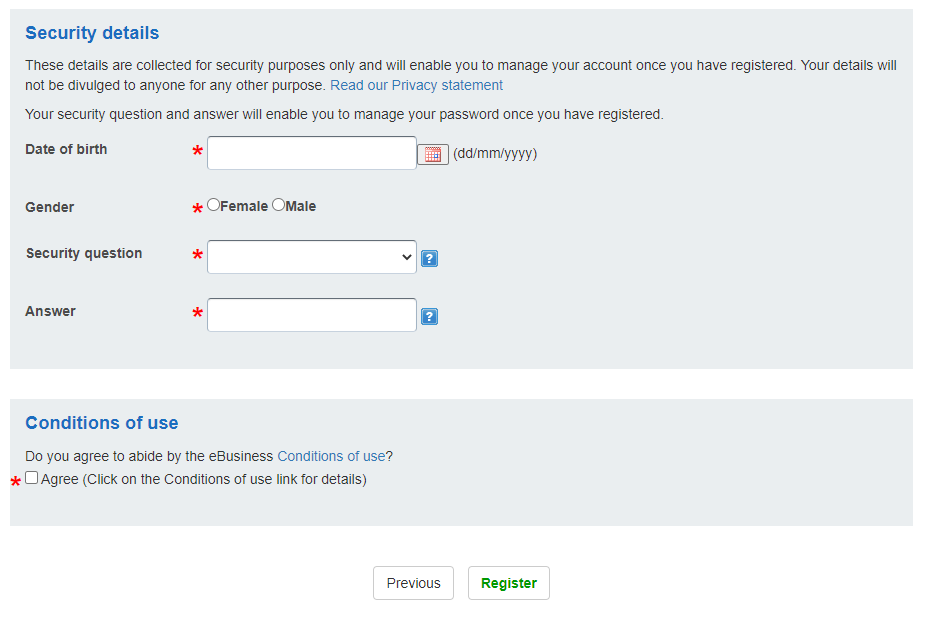 Security details
These details are collected for security purposes only and will enable you to manage your account once you have registered. Your details will
not be divulged to anyone for any other purpose. Read our Privacy statement
Your security question and answer will enable you to manage your password once you have registered.
Date of birth * (dd/mm/yyyy)
Gender * Female Male
Security question * ?
Answer * ?
Conditions of use
Do you agree to abide by the eBusiness Conditions of use?
* Agree (Click on the Conditions of use link for details)
Previous Register